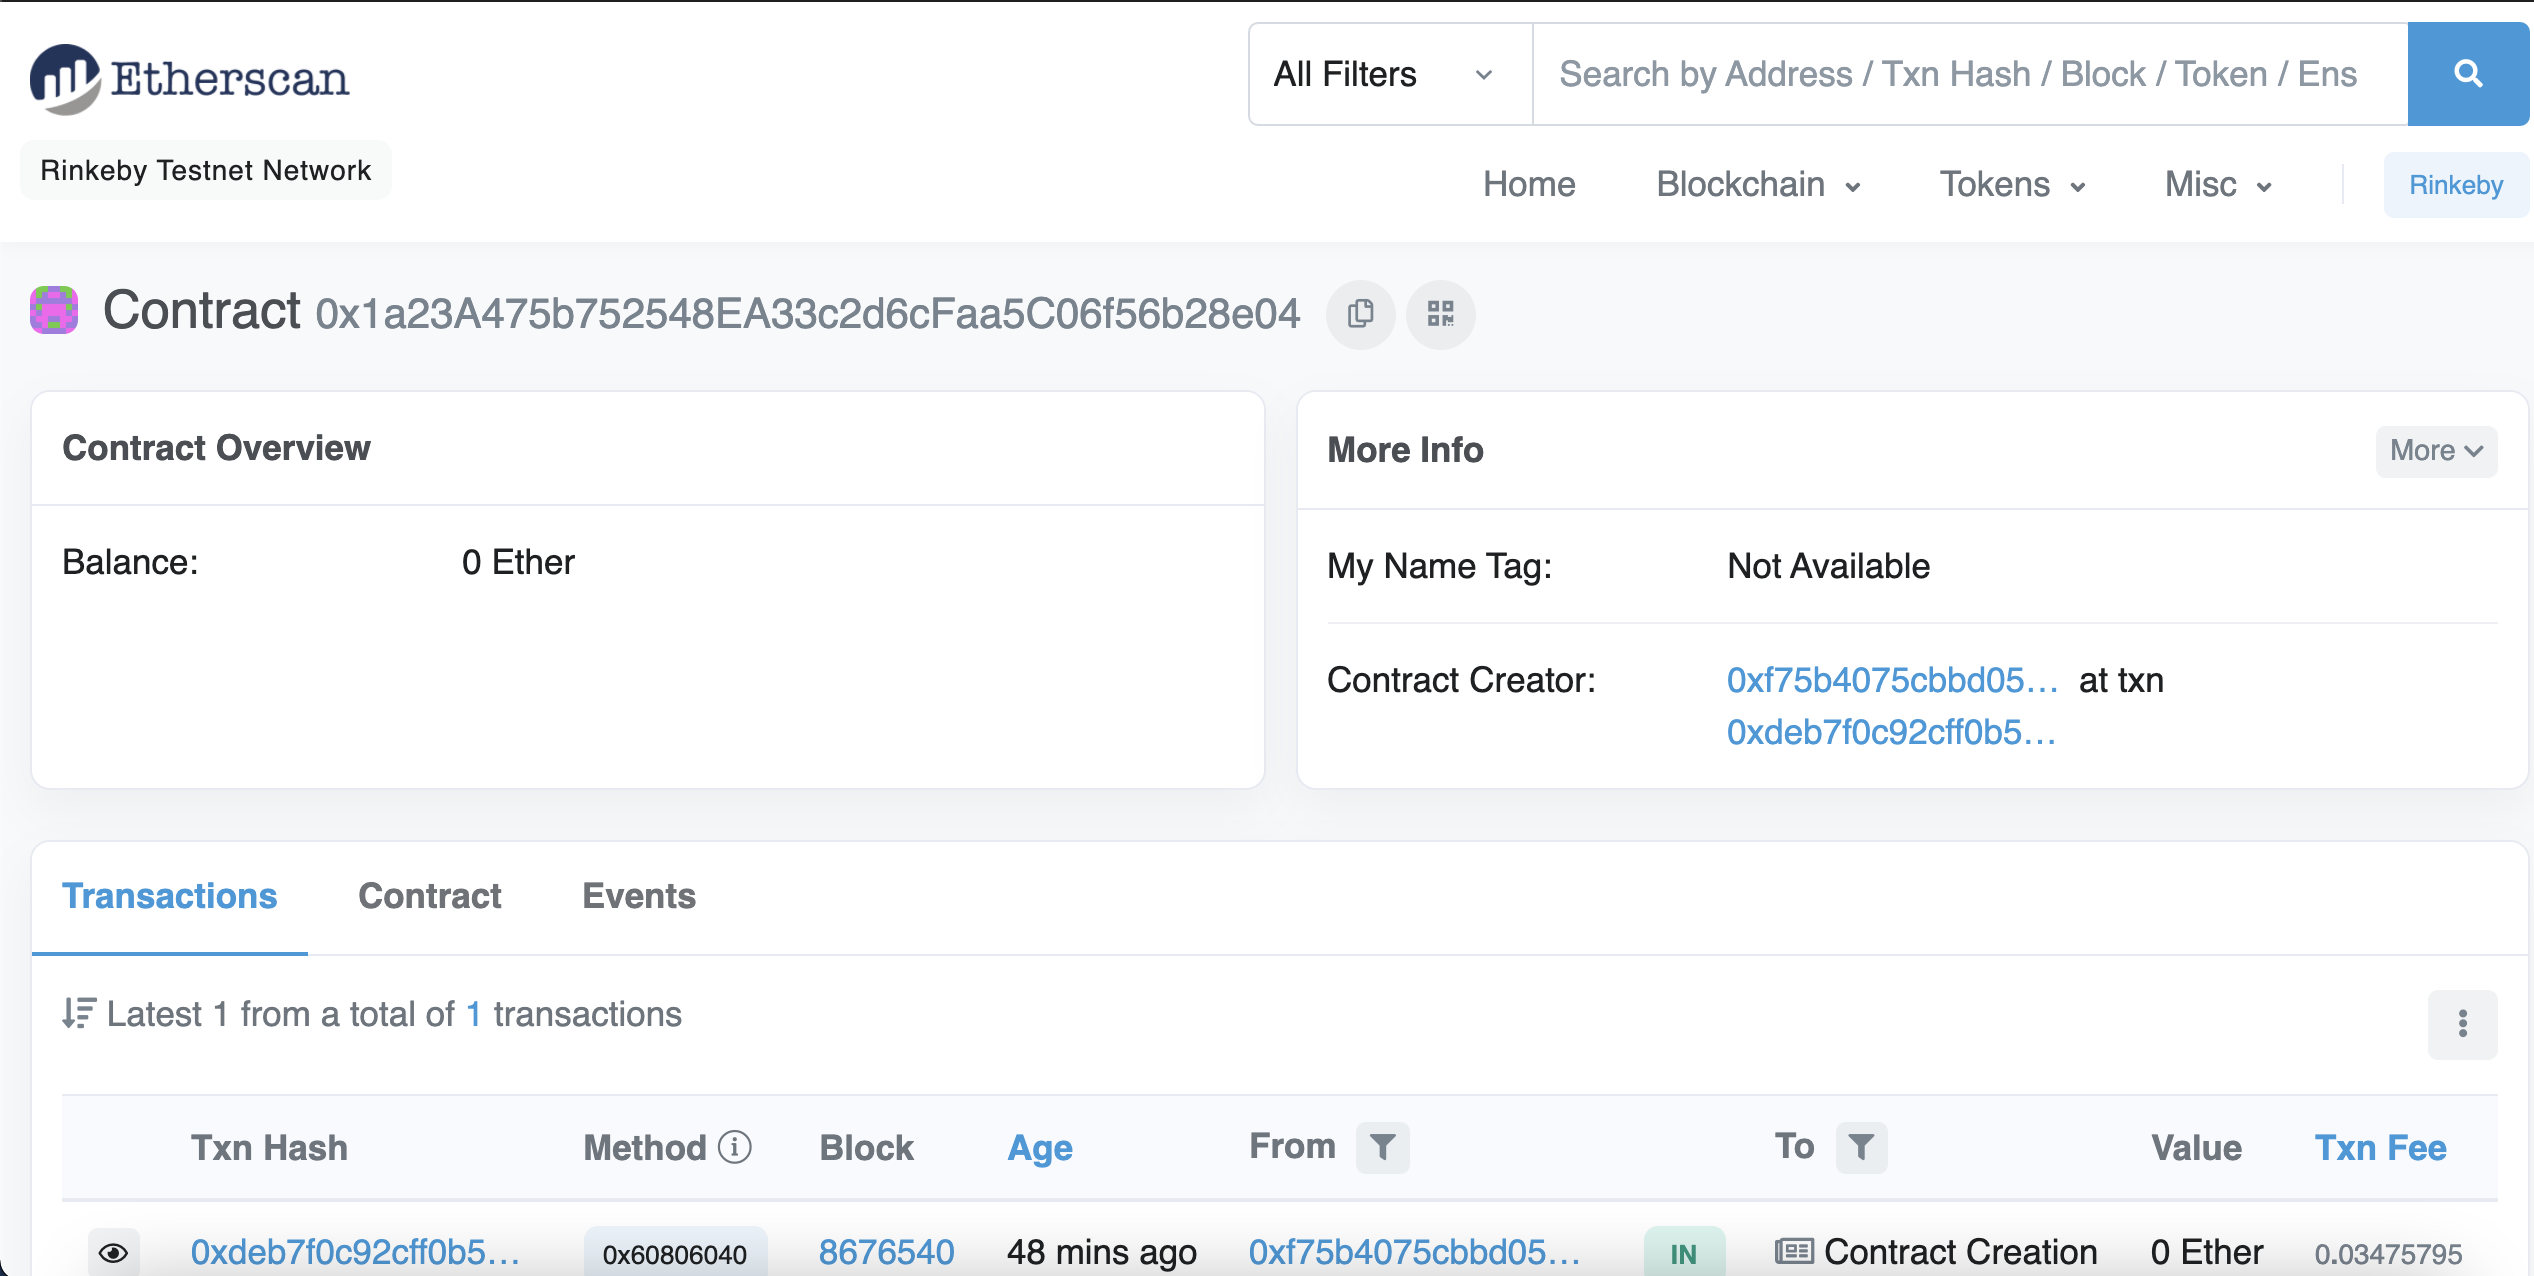 Etherscan
All Filters
Search by Address / Txn Hash / Block / Token / Ens
Rinkeby Testnet Network
Home Blockchain Tokens Misc Rinkeby
Contract 0x1a23A475b752548EA33c2d6cFaa5C06f56b28e04
Contract Overview
Balance: 0 Ether
More Info
More
My Name Tag: Not Available
Contract Creator: 0xf75b4075cbbd05... at txn
0xdeb7f0c92cff0b5...
Transactions Contract Events
Latest 1 from a total of 1 transactions
Txn Hash Method Block Age From To Value Txn Fee
0xdeb7f0c92cff0b5... 0x60806040 8676540 48 mins ago 0xf75b4075cbbd05... IN Contract Creation 0 Ether 0.03475795